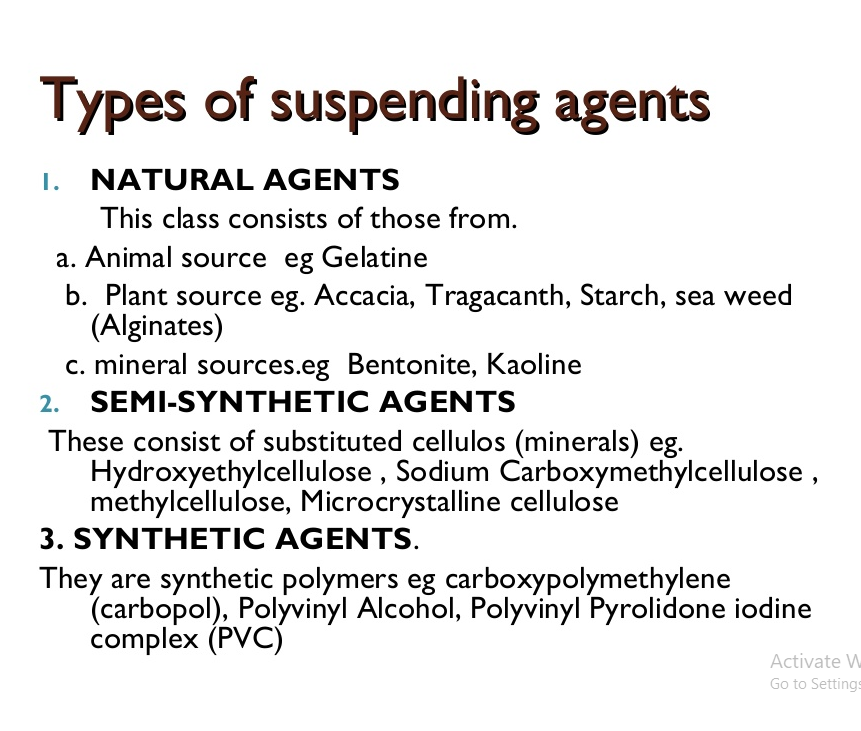 Types of suspending agents
1. NATURAL AGENTS
This class consists of those from.
a. Animal source eg Gelatine
b. Plant source eg. Accacia, Tragacanth, Starch, sea weed
(Alginates)
c. mineral sources.eg Bentonite, Kaoline
2. SEMI-SYNTHETIC AGENTS
These consist of substituted cellulos (minerals) eg.
Hydroxyethylcellulose , Sodium Carboxymethylcellulose ,
methylcellulose, Microcrystalline cellulose
3. SYNTHETIC AGENTS.
They are synthetic polymers eg carboxypolymethylene
(carbopol), Polyvinyl Alcohol, Polyvinyl Pyrolidone iodine
complex (PVC)
Activate W
Go to Settings